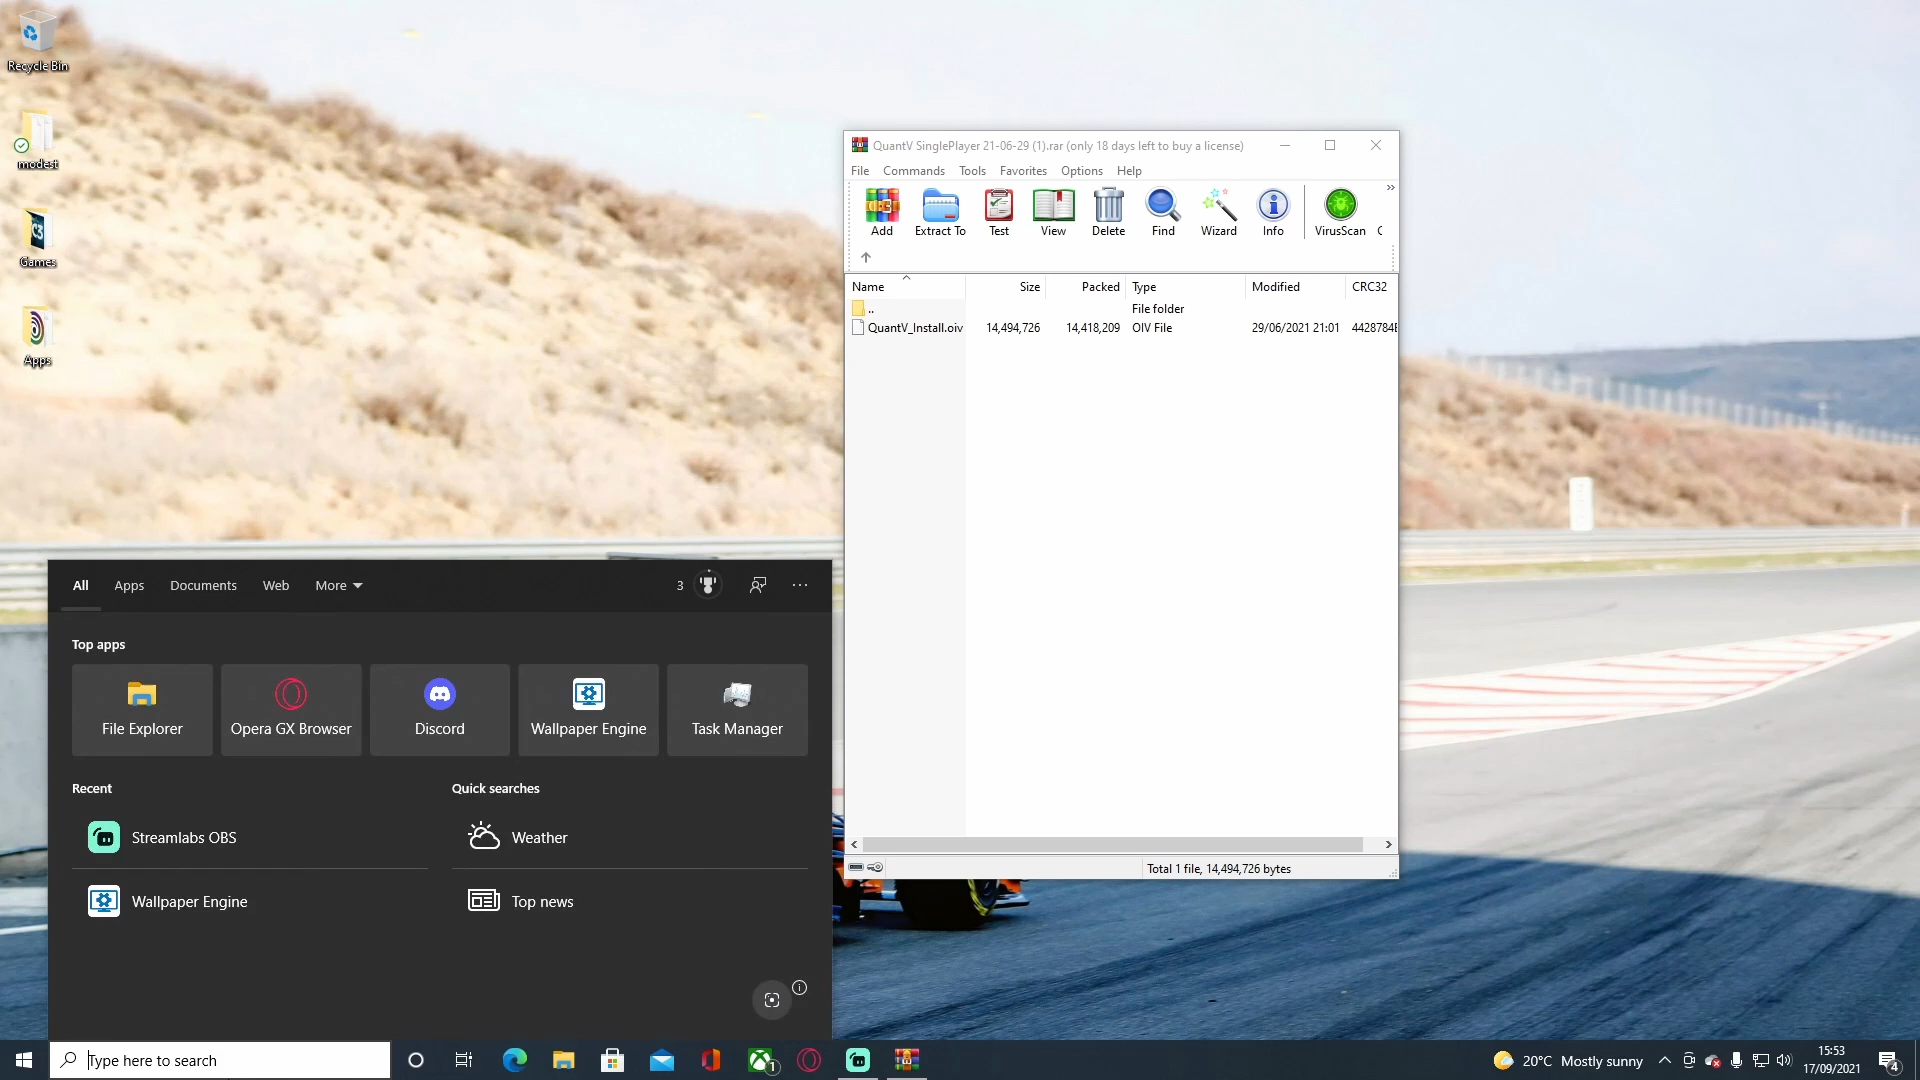 Recycle Bin
modest
Games
Apps
QuantV SinglePlayer 21-06-29 (1).rar (only 18 days left to buy a license)
File Commands Tools Favorites Options Help
Add Extract To Test View Delete Find Wizard Info VirusScan
Name Size Packed Type Modified CRC32
.. File folder
QuantV_Install.oiv 14,494,726 14,418,209 OIV File 29/06/2021 21:01 4428784
Total 1 file, 14,494,726 bytes
All Apps Documents Web More 3
Top apps
File Explorer Opera GX Browser Discord Wallpaper Engine Task Manager
Recent Quick searches
Streamlabs OBS Weather
Wallpaper Engine Top news
Type here to search
1
20°C Mostly sunny
15:53
17/09/2021
4